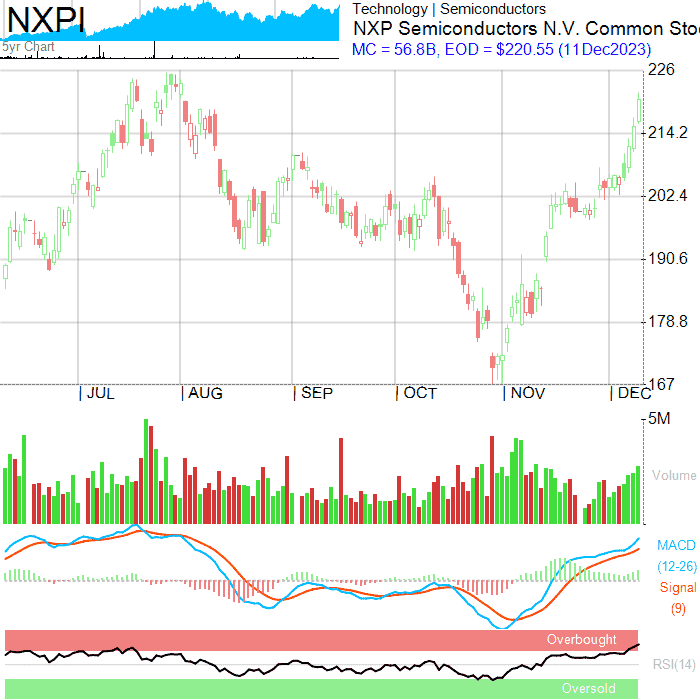 NXPI
5yr Chart
Technology | Semiconductors
NXP Semiconductors N.V. Common Sto
MC = 56.8B, EOD = $220.55 (11Dec2023)
226
214.2
202.4
190.6
178.8
167
JUL
AUG
SEP
OCT
NOV
DEC
5M
Volume
MACD
(12-26)
Signal
(9)
Overbought
RSI(14)
Oversold